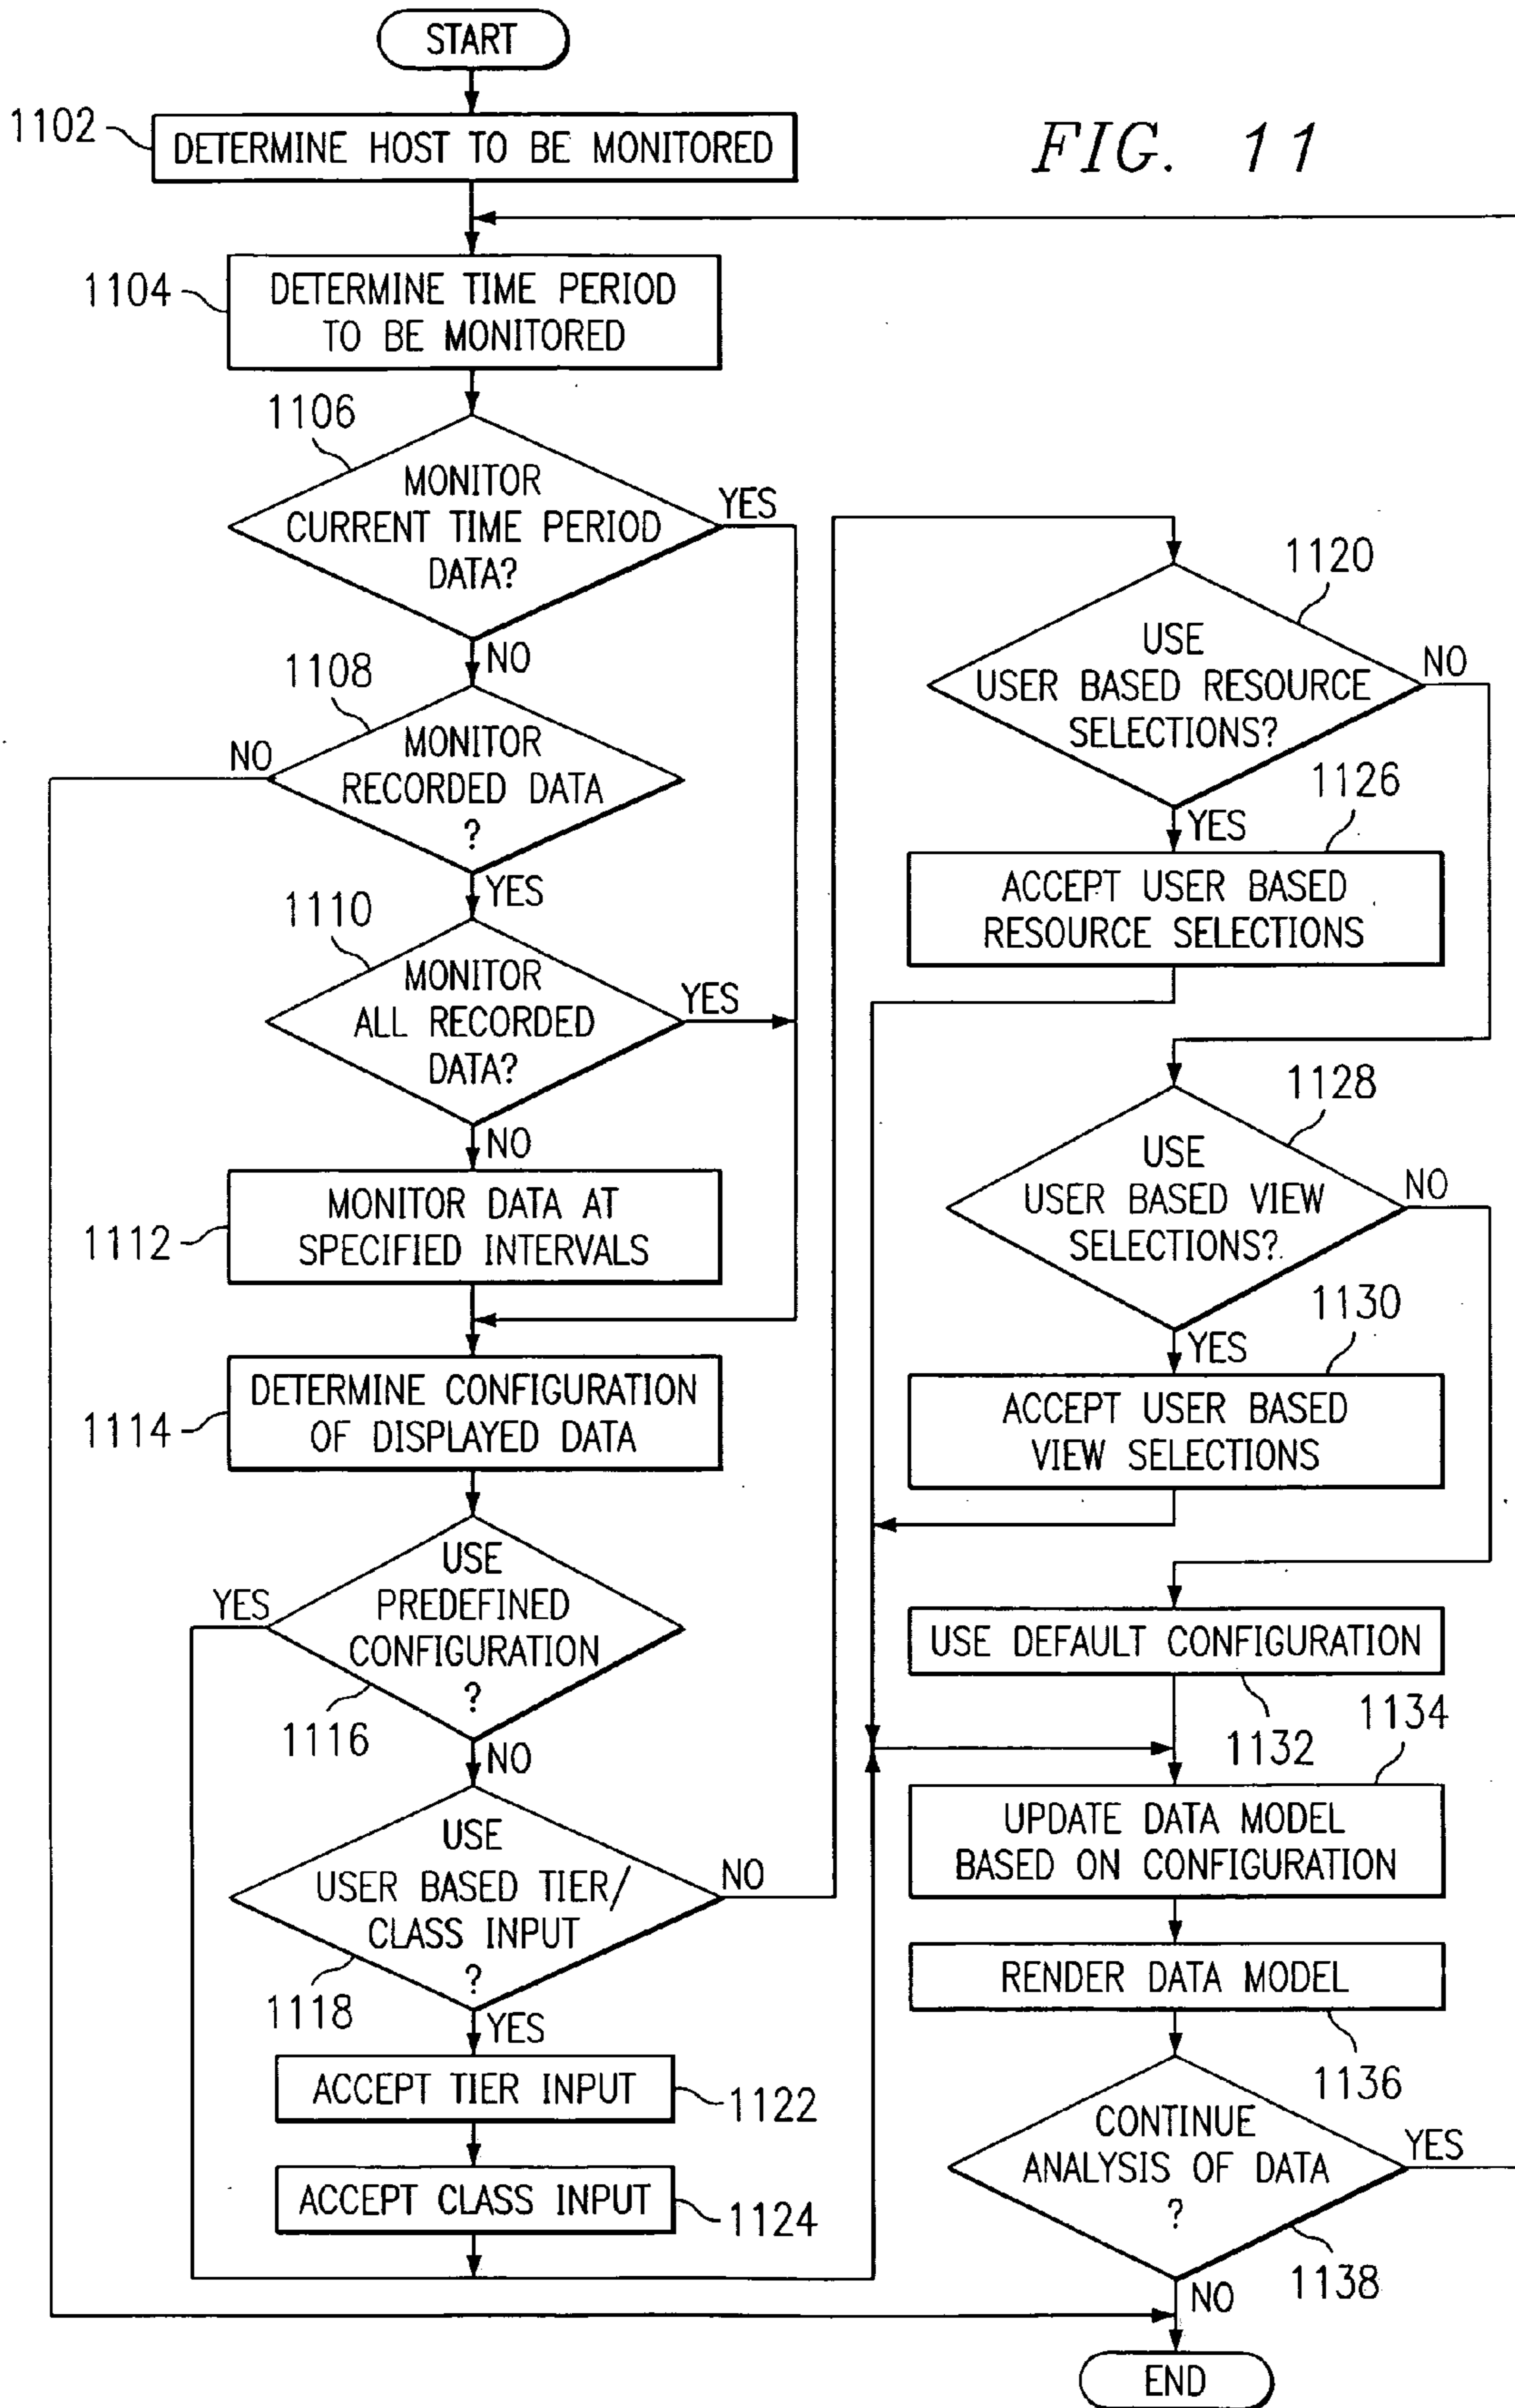 START
1102
DETERMINE HOST TO BE MONITORED
FIG. 11
1104
DETERMINE TIME PERIOD
TO BE MONITORED
1106
MONITOR
CURRENT TIME PERIOD
DATA?
YES
NO
1108
MONITOR
RECORDED DATA
?
NO
YES
1110
MONITOR
ALL RECORDED
DATA?
YES
NO
1112
MONITOR DATA AT
SPECIFIED INTERVALS
1114
DETERMINE CONFIGURATION
OF DISPLAYED DATA
USE
PREDEFINED
CONFIGURATION
?
YES
1116
NO
USE
USER BASED TIER/
CLASS INPUT
?
NO
1118
YES
ACCEPT TIER INPUT
1122
ACCEPT CLASS INPUT
1124
1120
USE
USER BASED RESOURCE
SELECTIONS?
NO
YES
1126
ACCEPT USER BASED
RESOURCE SELECTIONS
1128
USE
USER BASED VIEW
SELECTIONS?
NO
YES
1130
ACCEPT USER BASED
VIEW SELECTIONS
USE DEFAULT CONFIGURATION
1132
1134
UPDATE DATA MODEL
BASED ON CONFIGURATION
RENDER DATA MODEL
1136
CONTINUE
ANALYSIS OF DATA
?
YES
1138
NO
END